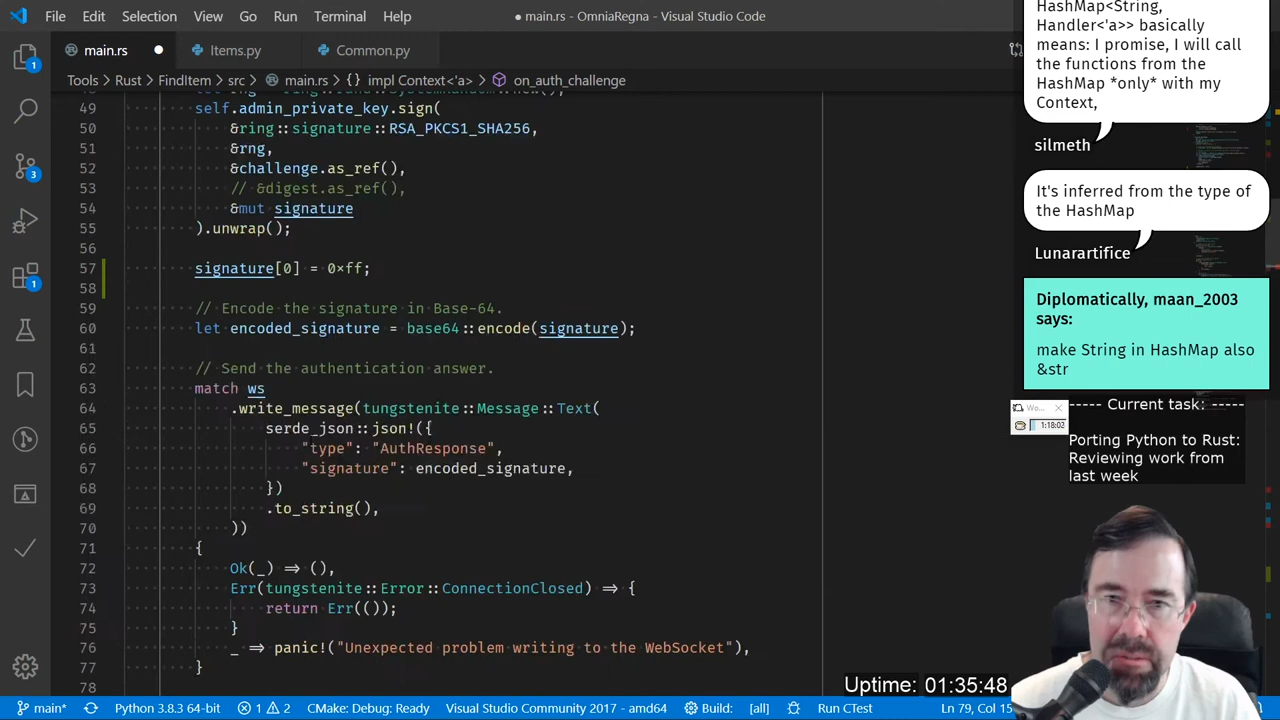 File Edit Selection View Go Run Terminal Help
● main.rs - OmniaRegna - Visual Studio Code
main.rs Items.py Common.py
Tools > Rust > FindItem > src > main.rs > {} impl Context<'a> > on_auth_challenge
49 self.admin_private_key.sign(
50 &ring::signature::RSA_PKCS1_SHA256,
51 &rng,
52 &challenge.as_ref(),
53 // &digest.as_ref(),
54 &mut signature
55 ).unwrap();
56
57 signature[0] = 0×ff;
58
59 // Encode the signature in Base-64.
60 let encoded_signature = base64::encode(signature);
61
62 // Send the authentication answer.
63 match ws
64 .write_message(tungstenite::Message::Text(
65 serde_json::json!({
66 "type": "AuthResponse",
67 "signature": encoded_signature,
68 })
69 .to_string(),
70 ))
71 {
72 Ok(_) ⇒ (),
73 Err(tungstenite::Error::ConnectionClosed) ⇒ {
74 return Err(());
75 }
76 _ ⇒ panic!("Unexpected problem writing to the WebSocket"),
77 }
78
HashMap<String,
Handler<'a>> basically
means: I promise, I will call
the functions from the
HashMap *only* with my
Context,
silmeth
It's inferred from the type of
the HashMap
Lunarartifice
Diplomatically, maan_2003
says:
make String in HashMap also
&str
Wo...
1:18:02
----- Current task: -----
Porting Python to Rust:
Reviewing work from
last week
Uptime: 01:35:48
main* Python 3.8.3 64-bit 1 2 CMake: Debug: Ready Visual Studio Community 2017 - amd64 Build: [all] Run CTest Ln 79, Col 15